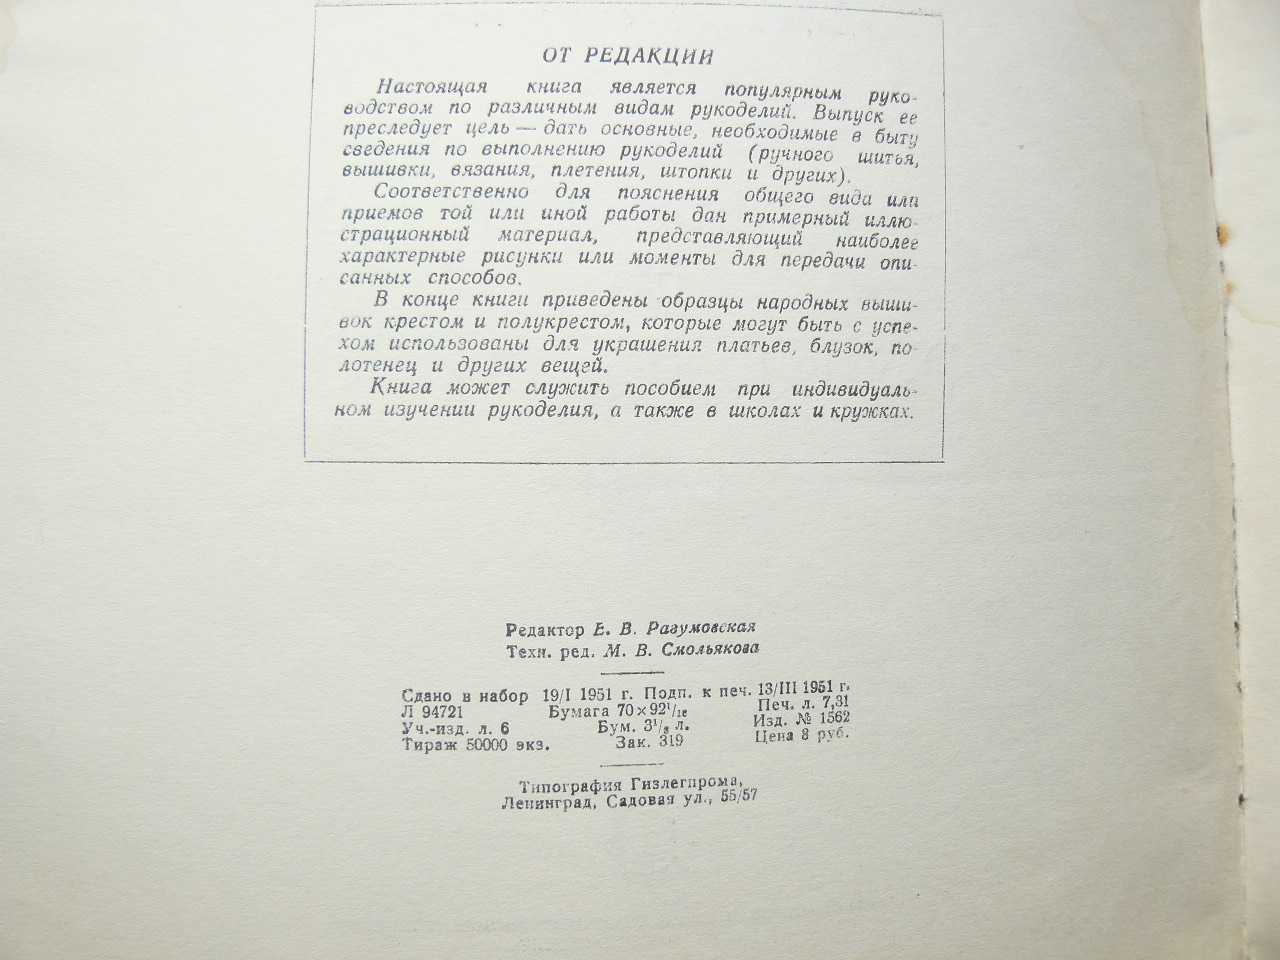 ОТ РЕДАКЦИИ
Настоящая книга является популярным руко-
водством по различным видам рукоделий. Выпуск ее
преследует цель — дать основные, необходимые в быту
сведения по выполнению рукоделий (ручного шитья,
вышивки, вязания, плетения, штопки и других).
Соответственно для пояснения общего вида или
приемов той или иной работы дан примерный иллю-
страционный материал, представляющий наиболее
характерные рисунки или моменты для передачи опи-
санных способов.
В конце книги приведены образцы народных выши-
вок крестом и полукрестом, которые могут быть с успе-
хом использованы для украшения платьев, блузок, по-
лотенец и других вещей.
Книга может служить пособием при индивидуаль-
ном изучении рукоделия, а также в школах и кружках.
Редактор Е. В. Разумовская
Техн. ред. М. В. Смольякова
Сдано в набор 19/I 1951 г. Подп. к печ. 13/III 1951 г.
Л 94721 Бумага 70×92¹/₁₆ Печ. л. 7,31
Уч.-изд. л. 6 Бум. 3¹/₈ л. Изд. № 1562
Тираж 50000 экз. Зак. 319 Цена 8 руб.
Типография Гизлегпрома,
Ленинград, Садовая ул., 55/57